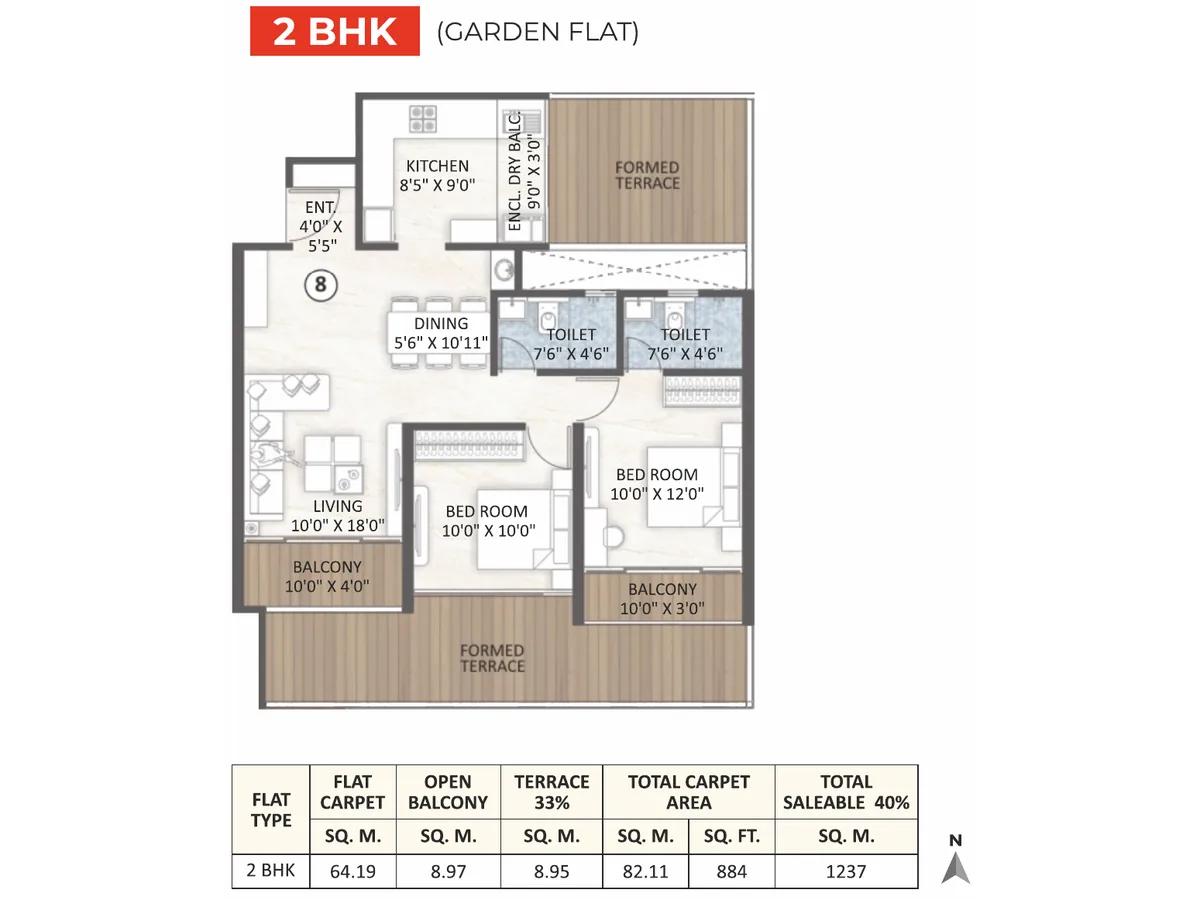 2 BHK (GARDEN FLAT)
KITCHEN
8'5" X 9'0"
ENCL. DRY BALC.
9'0" X 3'0"
FORMED
TERRACE
ENT.
4'0" X
5'5"
8
DINING
5'6" X 10'11"
TOILET
7'6" X 4'6"
TOILET
7'6" X 4'6"
BED ROOM
10'0" X 12'0"
LIVING
10'0" X 18'0"
BED ROOM
10'0" X 10'0"
BALCONY
10'0" X 4'0"
BALCONY
10'0" X 3'0"
FORMED
TERRACE
FLAT TYPE
FLAT CARPET
OPEN BALCONY
TERRACE 33%
TOTAL CARPET AREA
TOTAL SALEABLE 40%
SQ. M. SQ. M. SQ. M. SQ. M. SQ. FT. SQ. M.
2 BHK 64.19 8.97 8.95 82.11 884 1237
N